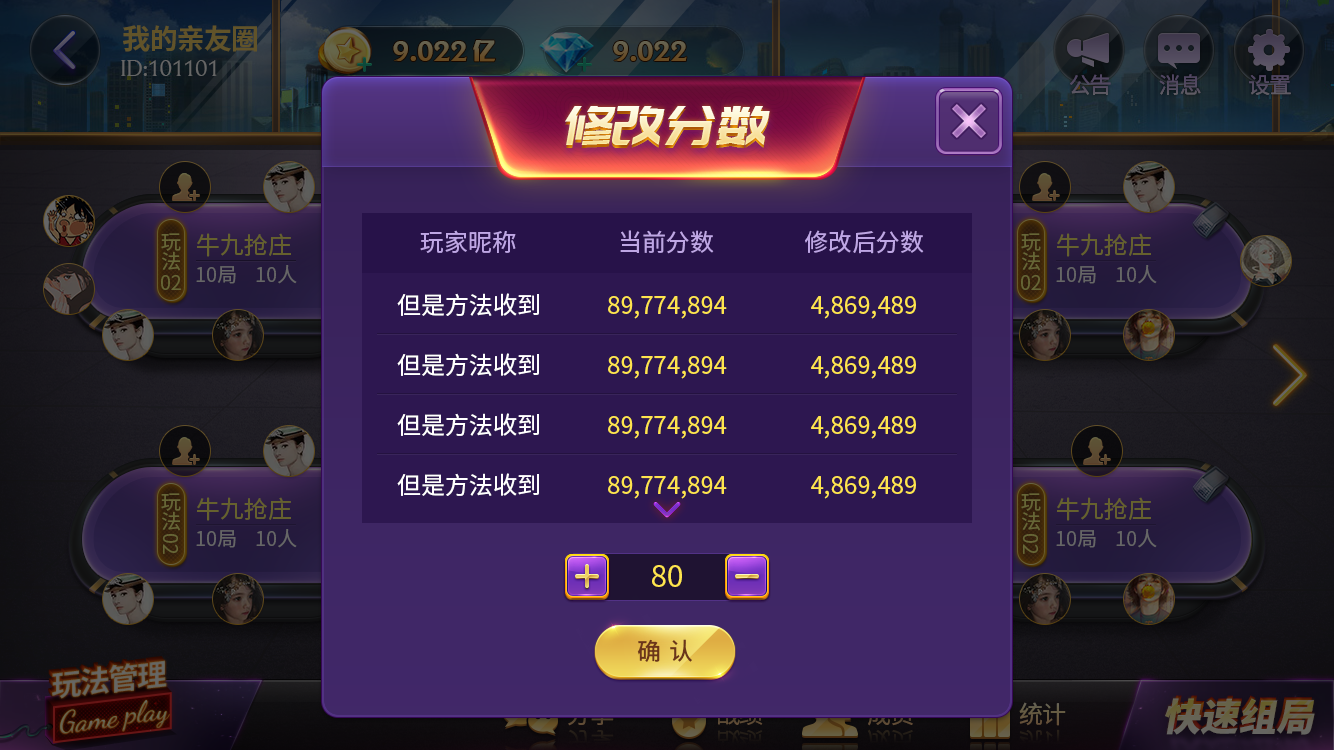 我的亲友圈
ID:101101
9.022亿
9.022
公告
消息
设置
修改分数
玩家昵称 当前分数 修改后分数
但是方法收到 89,774,894 4,869,489
但是方法收到 89,774,894 4,869,489
但是方法收到 89,774,894 4,869,489
但是方法收到 89,774,894 4,869,489
80
确认
玩法02
牛九抢庄
10局 10人
玩法02
牛九抢庄
10局 10人
玩法02
牛九抢庄
10局 10人
玩法02
牛九抢庄
10局 10人
玩法管理
Game play
统计
快速组局